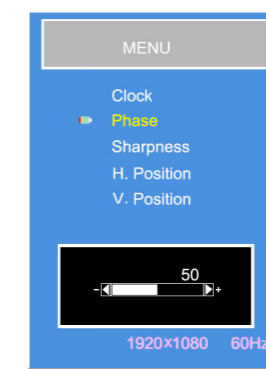 MENU
Clock
Phase
Sharpness
H. Position
V. Position
50
- +
1920×1080 60Hz